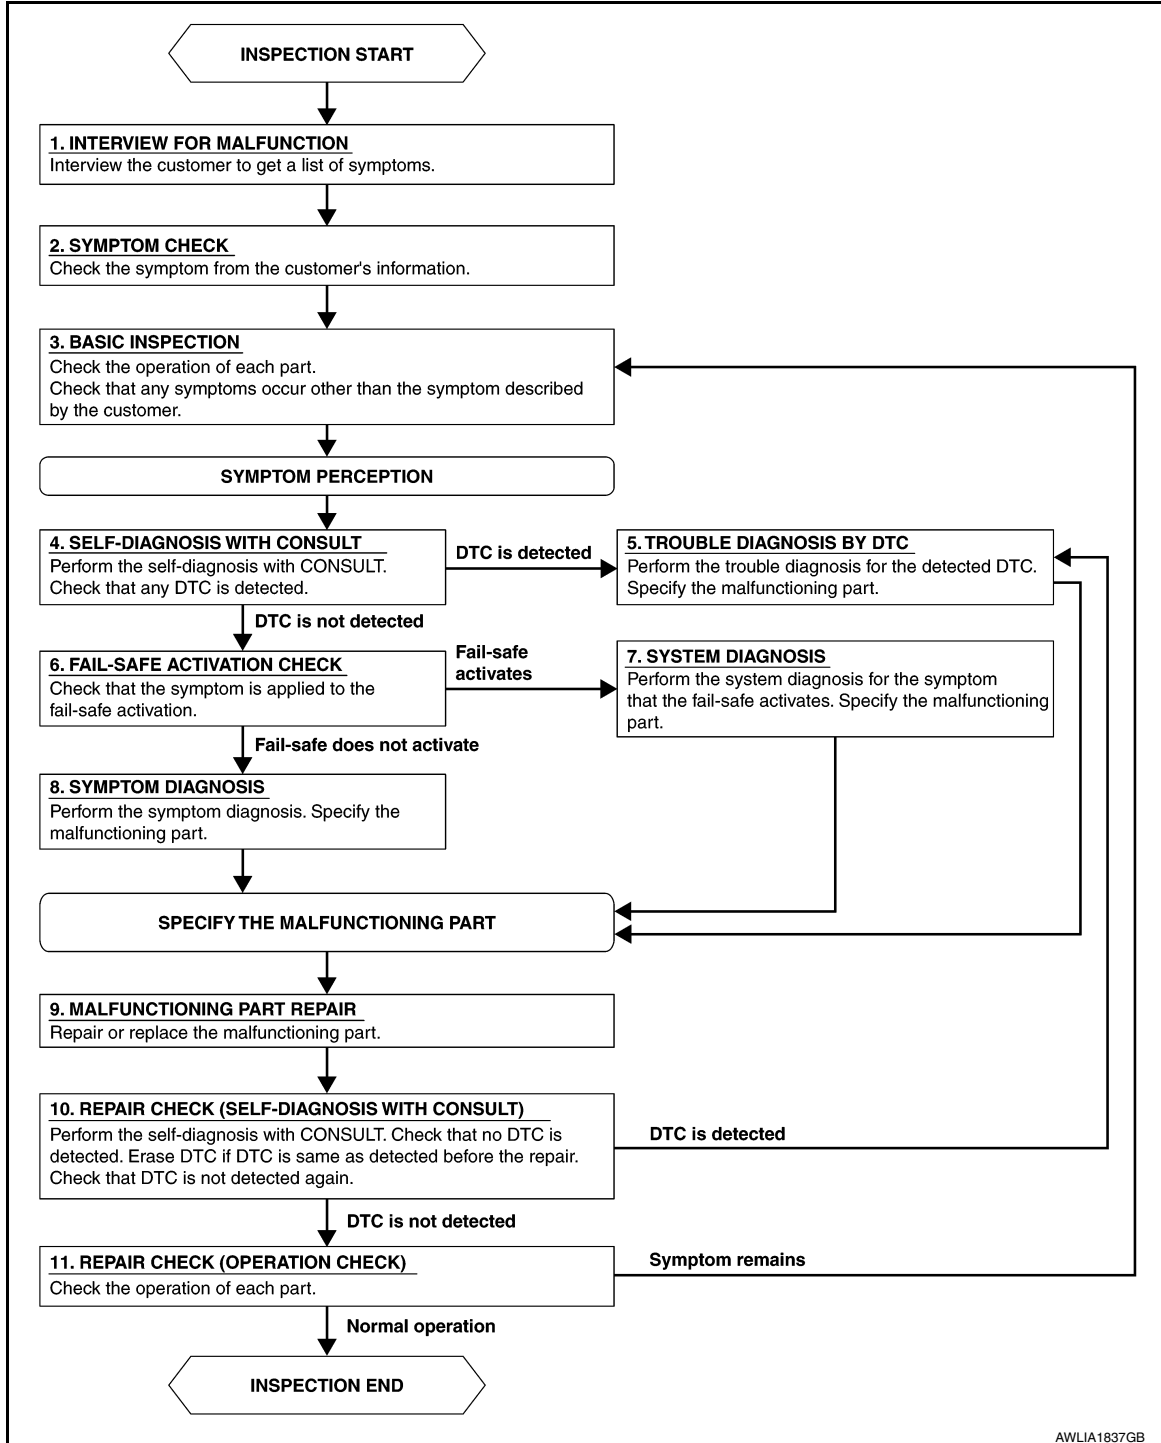 INSPECTION START
1. INTERVIEW FOR MALFUNCTION
Interview the customer to get a list of symptoms.
2. SYMPTOM CHECK
Check the symptom from the customer's information.
3. BASIC INSPECTION
Check the operation of each part.
Check that any symptoms occur other than the symptom described
by the customer.
SYMPTOM PERCEPTION
4. SELF-DIAGNOSIS WITH CONSULT
Perform the self-diagnosis with CONSULT.
Check that any DTC is detected.
DTC is detected
5. TROUBLE DIAGNOSIS BY DTC
Perform the trouble diagnosis for the detected DTC.
Specify the malfunctioning part.
DTC is not detected
6. FAIL-SAFE ACTIVATION CHECK
Check that the symptom is applied to the
fail-safe activation.
Fail-safe
activates
7. SYSTEM DIAGNOSIS
Perform the system diagnosis for the symptom
that the fail-safe activates. Specify the malfunctioning
part.
Fail-safe does not activate
8. SYMPTOM DIAGNOSIS
Perform the symptom diagnosis. Specify the
malfunctioning part.
SPECIFY THE MALFUNCTIONING PART
9. MALFUNCTIONING PART REPAIR
Repair or replace the malfunctioning part.
10. REPAIR CHECK (SELF-DIAGNOSIS WITH CONSULT)
Perform the self-diagnosis with CONSULT. Check that no DTC is
detected. Erase DTC if DTC is same as detected before the repair.
Check that DTC is not detected again.
DTC is detected
DTC is not detected
11. REPAIR CHECK (OPERATION CHECK)
Check the operation of each part.
Symptom remains
Normal operation
INSPECTION END
AWLIA1837GB